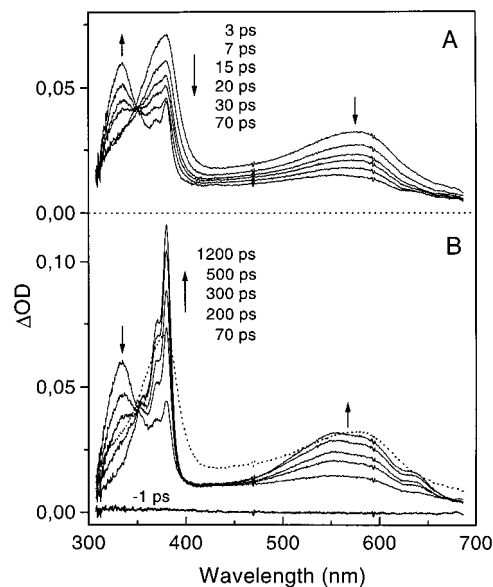 A
3 ps
7 ps
15 ps
20 ps
30 ps
70 ps
0,05
0,00
B
0,10
1200 ps
500 ps
300 ps
200 ps
70 ps
ΔOD
0,05
-1 ps
0,00
300 400 500 600 700
Wavelength (nm)